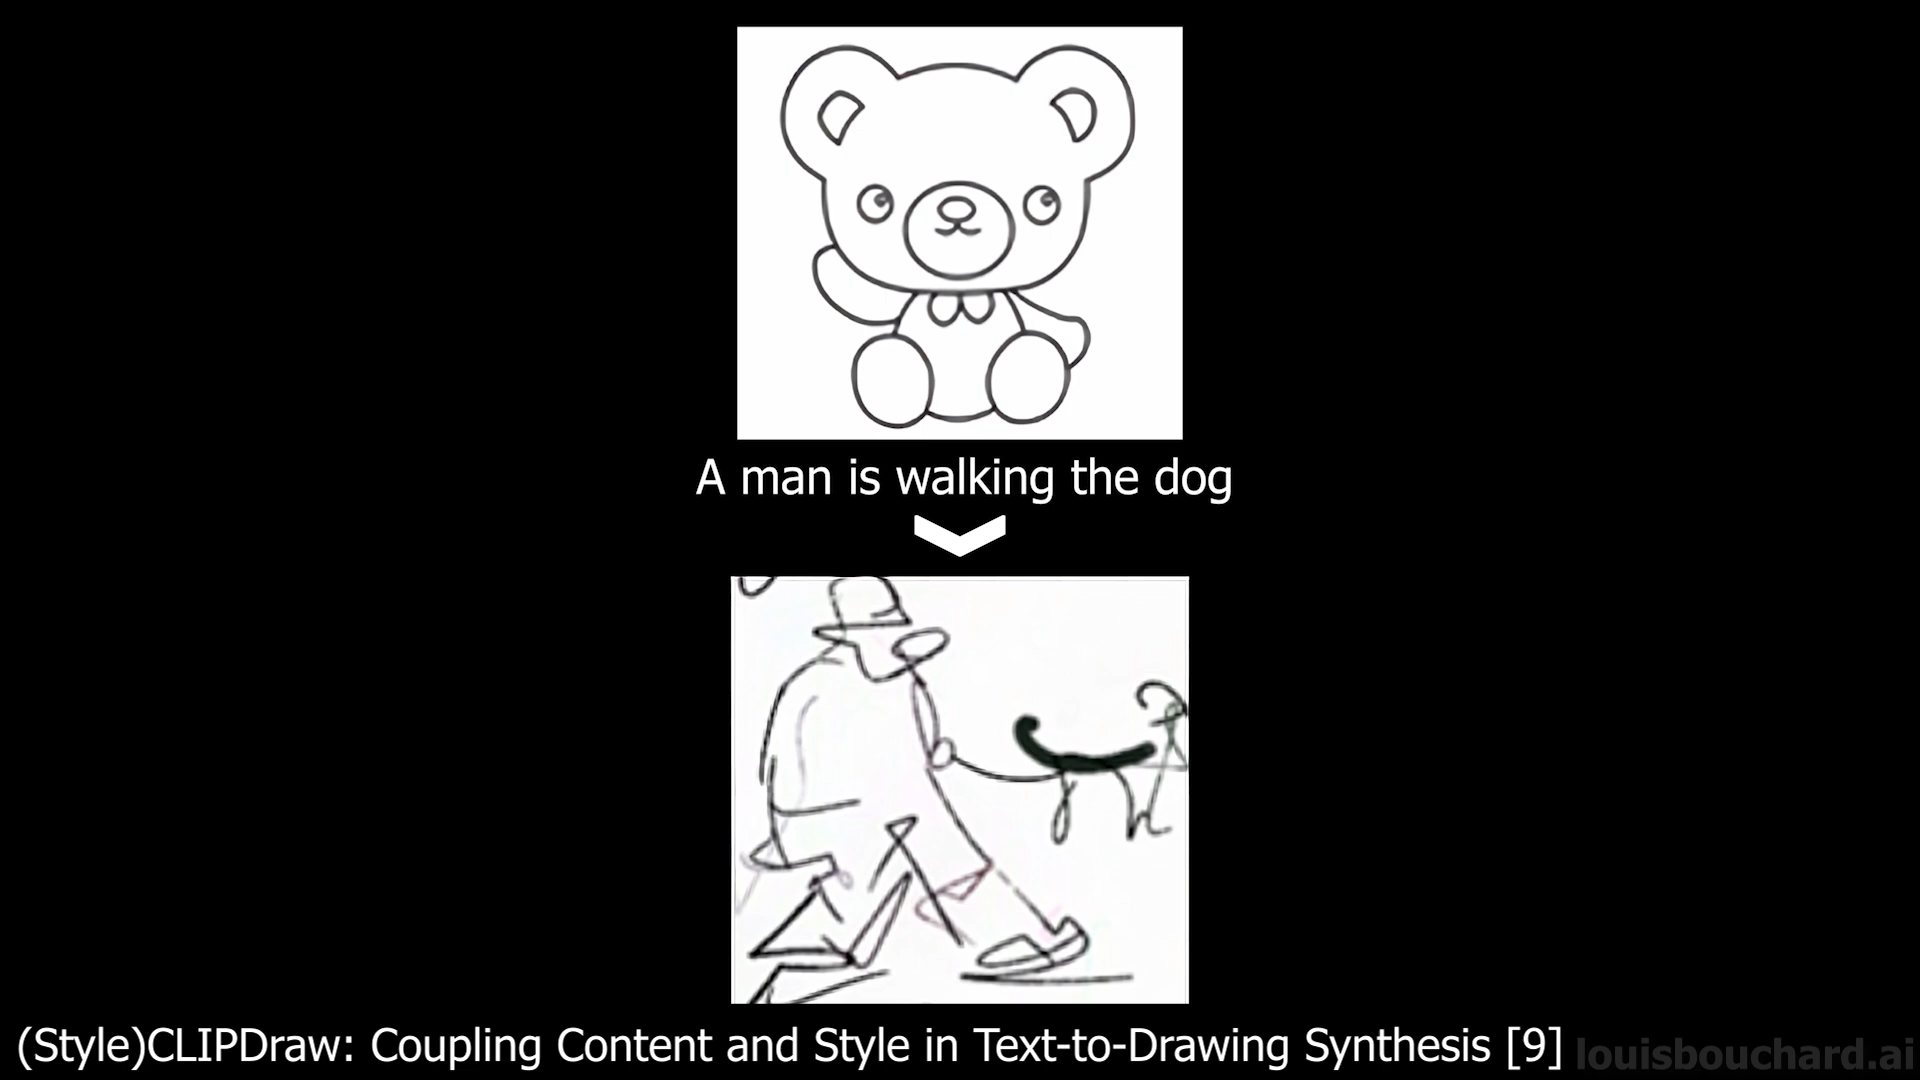 A man is walking the dog
(Style)CLIPDraw: Coupling Content and Style in Text-to-Drawing Synthesis [9]
louisbouchard.ai